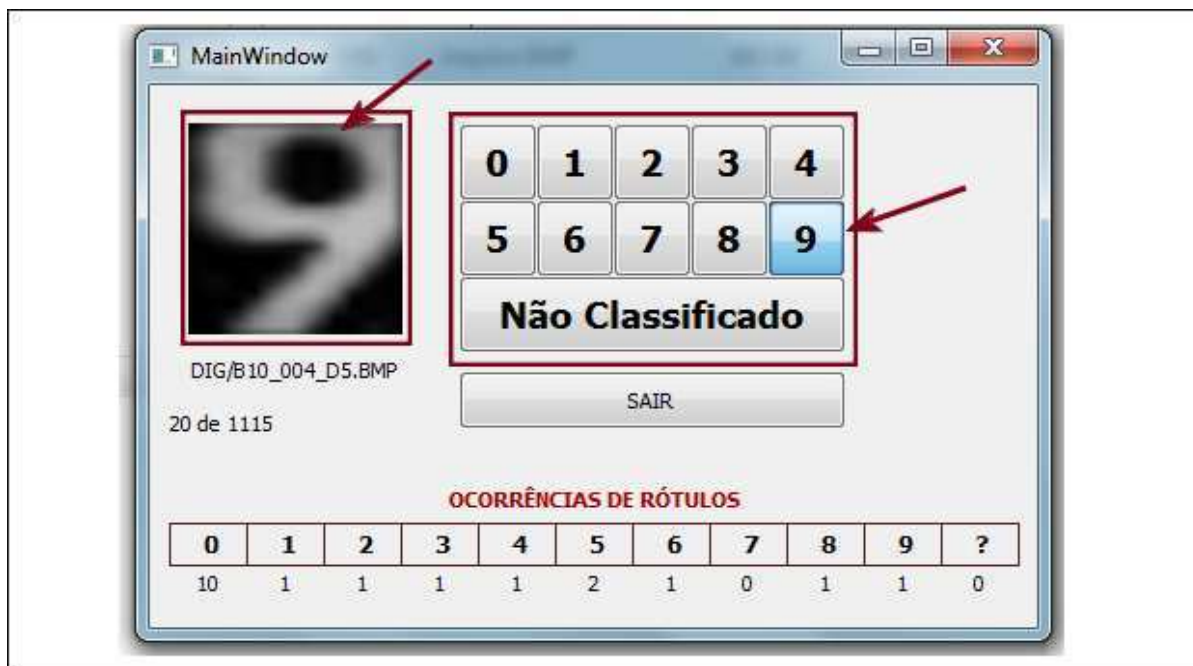 MainWindow
9
0 1 2 3 4
5 6 7 8 9
Não Classificado
DIG/B10_004_D5.BMP
SAIR
20 de 1115
OCORRÊNCIAS DE RÓTULOS
0 1 2 3 4 5 6 7 8 9 ?
10 1 1 1 1 2 1 0 1 1 0